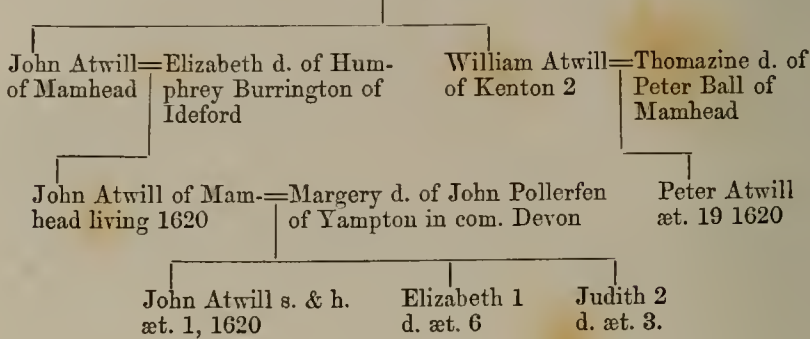 John Atwill=Elizabeth d. of Hum-
of Mamhead phrey Burrington of
Ideford
William Atwill=Thomazine d. of
of Kenton 2 Peter Ball of
Mamhead
John Atwill of Mam-=Margery d. of John Pollerfen
head living 1620 of Yampton in com. Devon
Peter Atwill
æt. 19 1620
John Atwill s. & h.
æt. 1, 1620
Elizabeth 1
d. æt. 6
Judith 2
d. æt. 3.